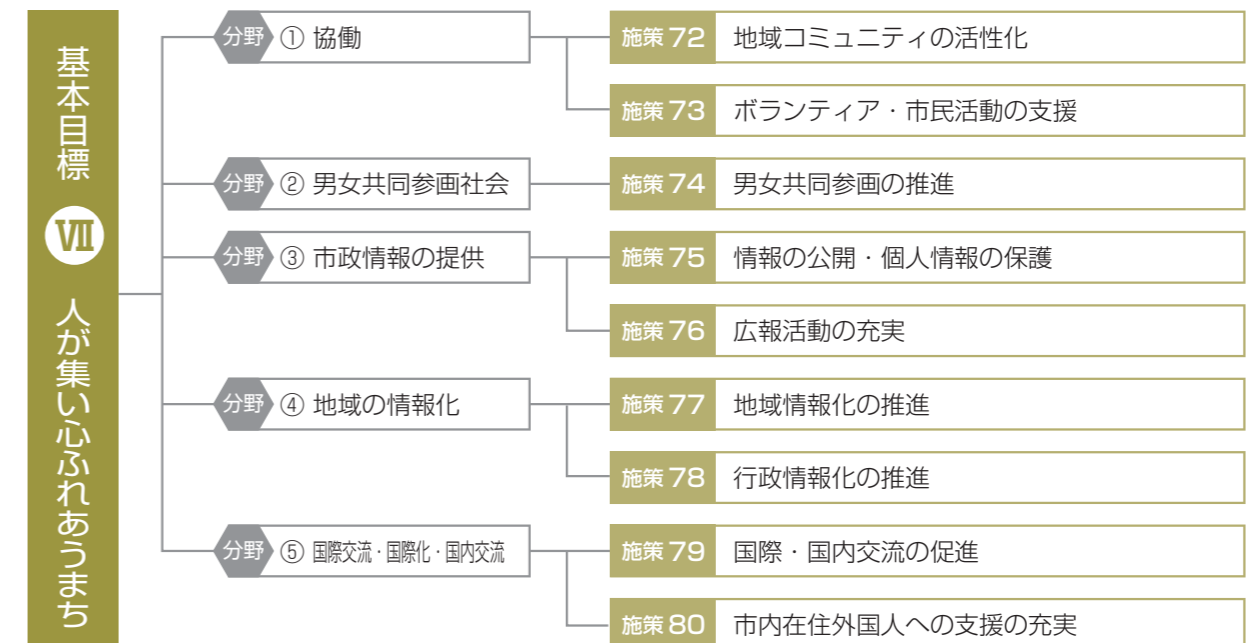 基本目標 Ⅶ 人が集い心ふれあうまち
分野 ① 協働
施策 72 地域コミュニティの活性化
施策 73 ボランティア・市民活動の支援
分野 ② 男女共同参画社会
施策 74 男女共同参画の推進
分野 ③ 市政情報の提供
施策 75 情報の公開・個人情報の保護
施策 76 広報活動の充実
分野 ④ 地域の情報化
施策 77 地域情報化の推進
施策 78 行政情報化の推進
分野 ⑤ 国際交流・国際化・国内交流
施策 79 国際・国内交流の促進
施策 80 市内在住外国人への支援の充実